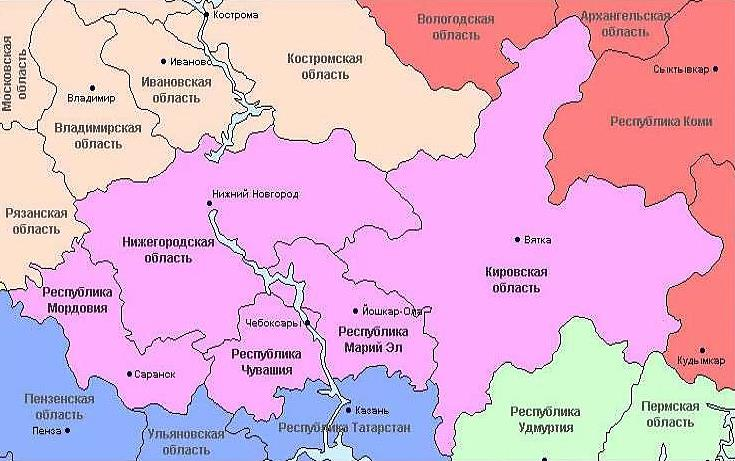 Кострома
Вологодская
область
Архангельская
область
Московская
область
Иваново
Ивановская
область
Костромская
область
Сыктывкар
Владимир
Владимирская
область
Республика Коми
Нижний Новгород
Рязанская
область
Нижегородская
область
Вятка
Кировская
область
Республика
Мордовия
Йошкар-Ола
Чебоксары
Республика
Марий Эл
Республика
Чувашия
Кудымкар
Саранск
Пензенская
область
Пенза
Ульяновская
область
Казань
Республика Татарстан
Республика
Удмуртия
Пермская
область